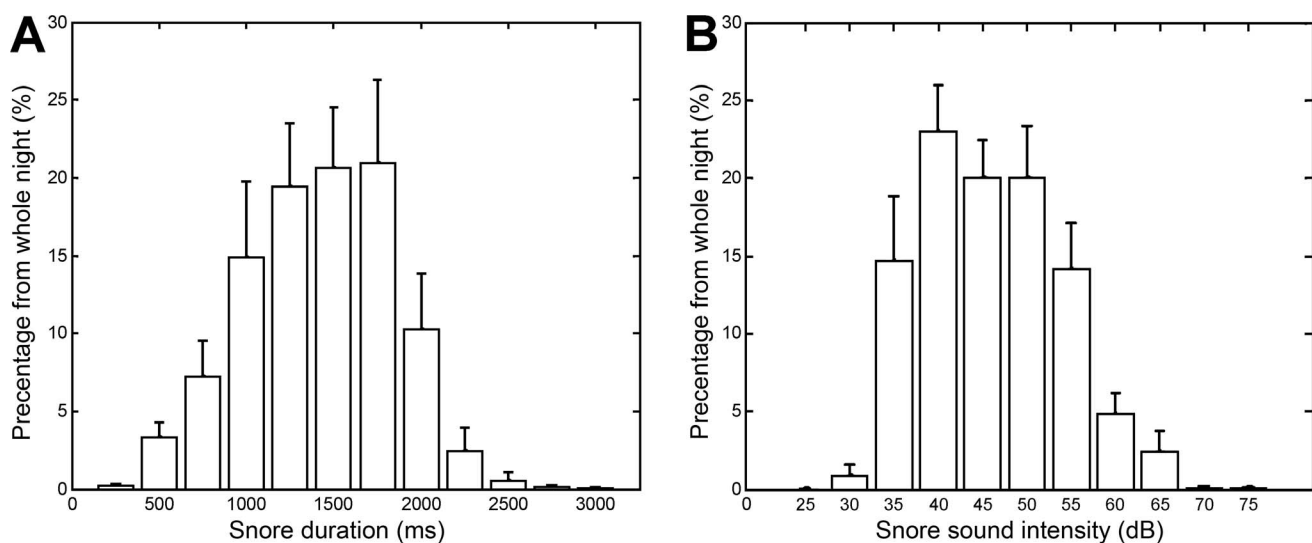 A
Precentage from whole night (%)
30
25
20
15
10
5
0
0 500 1000 1500 2000 2500 3000
Snore duration (ms)
B
Precentage from whole night (%)
30
25
20
15
10
5
0
0 25 30 35 40 45 50 55 60 65 70 75
Snore sound intensity (dB)